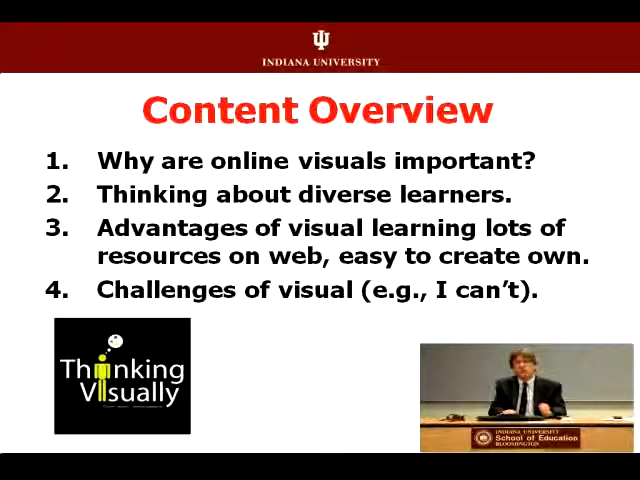 INDIANA UNIVERSITY
Content Overview
1. Why are online visuals important?
2. Thinking about diverse learners.
3. Advantages of visual learning lots of
resources on web, easy to create own.
4. Challenges of visual (e.g., I can’t).
Thinking
Visually
INDIANA UNIVERSITY
School of Education
BLOOMINGTON